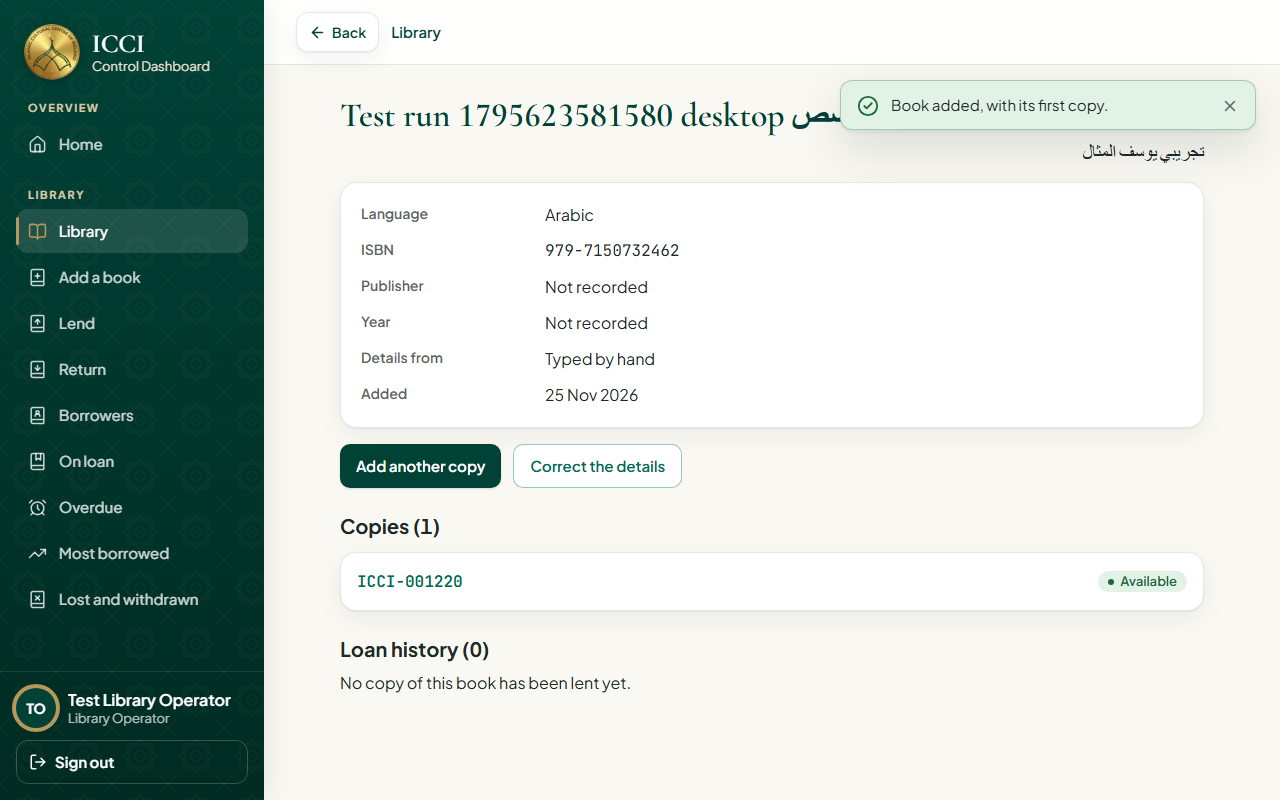 ICCI
Control Dashboard
OVERVIEW
Home
LIBRARY
Library
Add a book
Lend
Return
Borrowers
On loan
Overdue
Most borrowed
Lost and withdrawn
TO
Test Library Operator
Library Operator
Sign out
Back
Library
Test run 1795623581580 desktop
Book added, with its first copy.
تجريبي يوسف المثال
Language Arabic
ISBN 979-7150732462
Publisher Not recorded
Year Not recorded
Details from Typed by hand
Added 25 Nov 2026
Add another copy
Correct the details
Copies (1)
ICCI-001220
Available
Loan history (0)
No copy of this book has been lent yet.